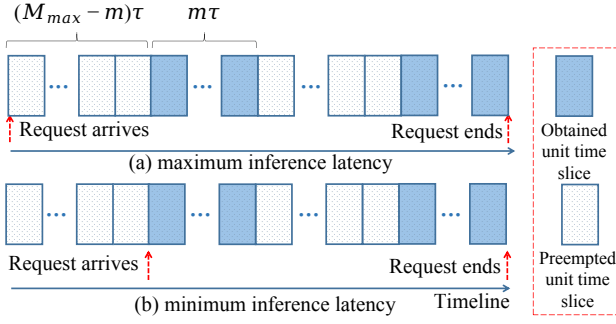 (M_max − m)τ mτ
... ... ... ...
Request arrives Request ends
(a) maximum inference latency
Obtained
unit time
slice
... ... ... ...
Request arrives Request ends
(b) minimum inference latency Timeline
Preempted
unit time
slice